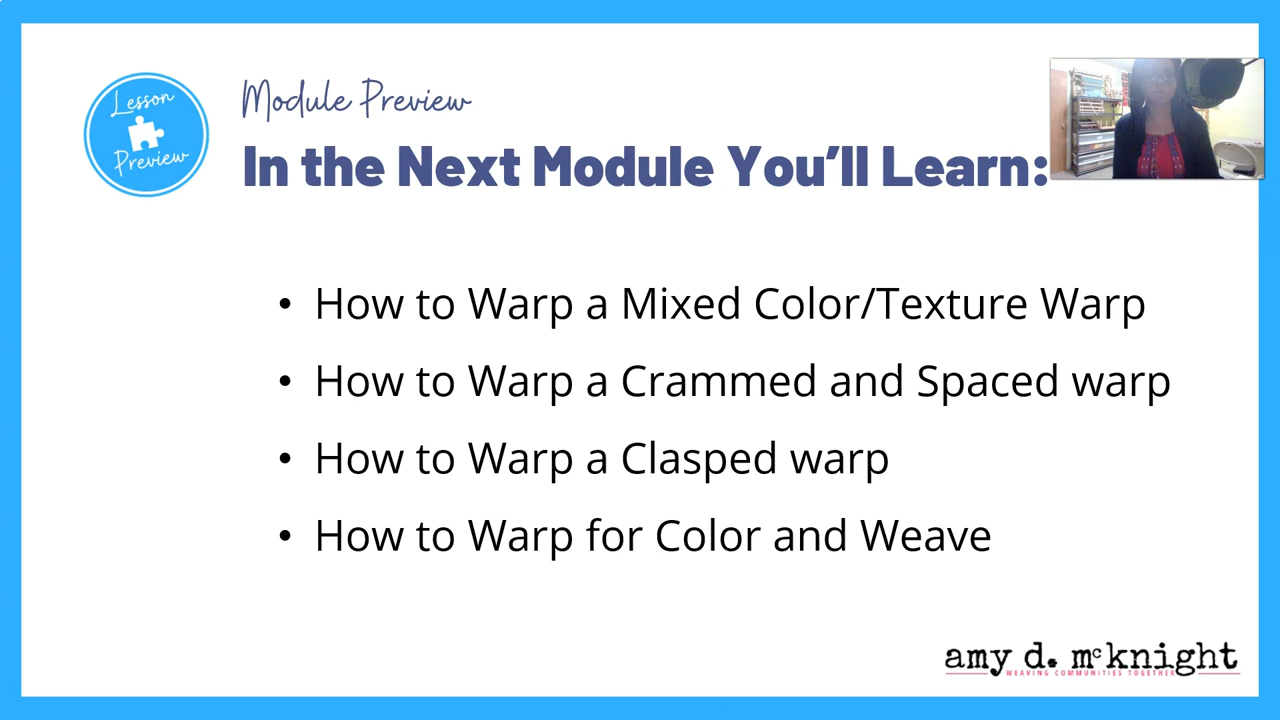 Lesson
Preview
Module Preview
In the Next Module You’ll Learn:
• How to Warp a Mixed Color/Texture Warp
• How to Warp a Crammed and Spaced warp
• How to Warp a Clasped warp
• How to Warp for Color and Weave
amy d. mcknight
WEAVING COMMUNITIES TOGETHER